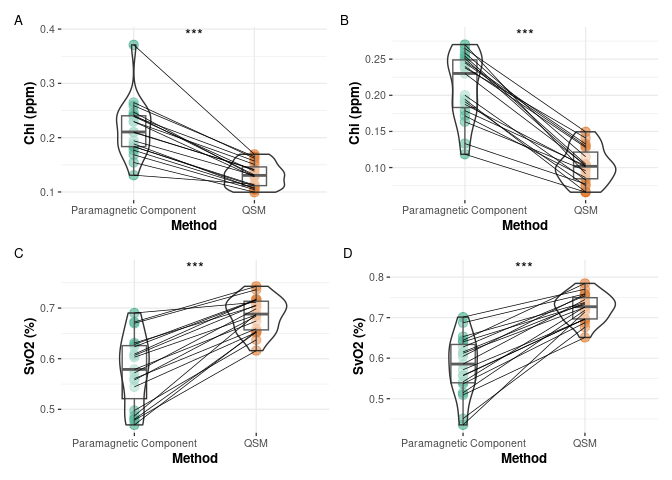 A
***
Chi (ppm)
0.4
0.3
0.2
0.1
Paramagnetic Component QSM
Method
B
***
Chi (ppm)
0.25
0.20
0.15
0.10
Paramagnetic Component QSM
Method
C
***
SvO2 (%)
0.7
0.6
0.5
Paramagnetic Component QSM
Method
D
***
SvO2 (%)
0.8
0.7
0.6
0.5
Paramagnetic Component QSM
Method